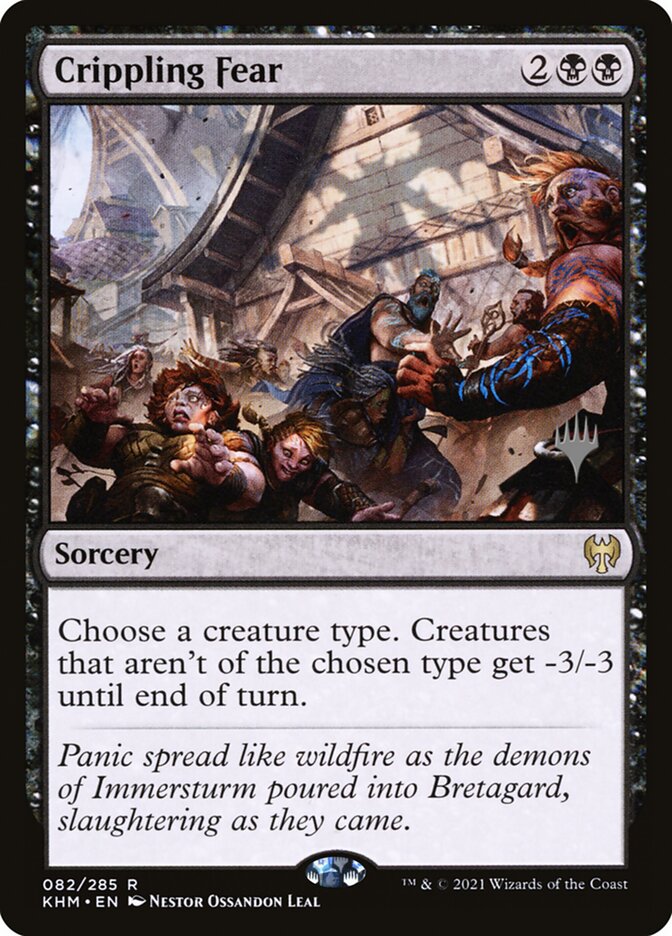 Crippling Fear 2
Sorcery
Choose a creature type. Creatures
that aren't of the chosen type get -3/-3
until end of turn.
Panic spread like wildfire as the demons
of Immersturm poured into Bretagard,
slaughtering as they came.
082/285 R
™ & © 2021 Wizards of the Coast
KHM • EN Nestor Ossandon Leal